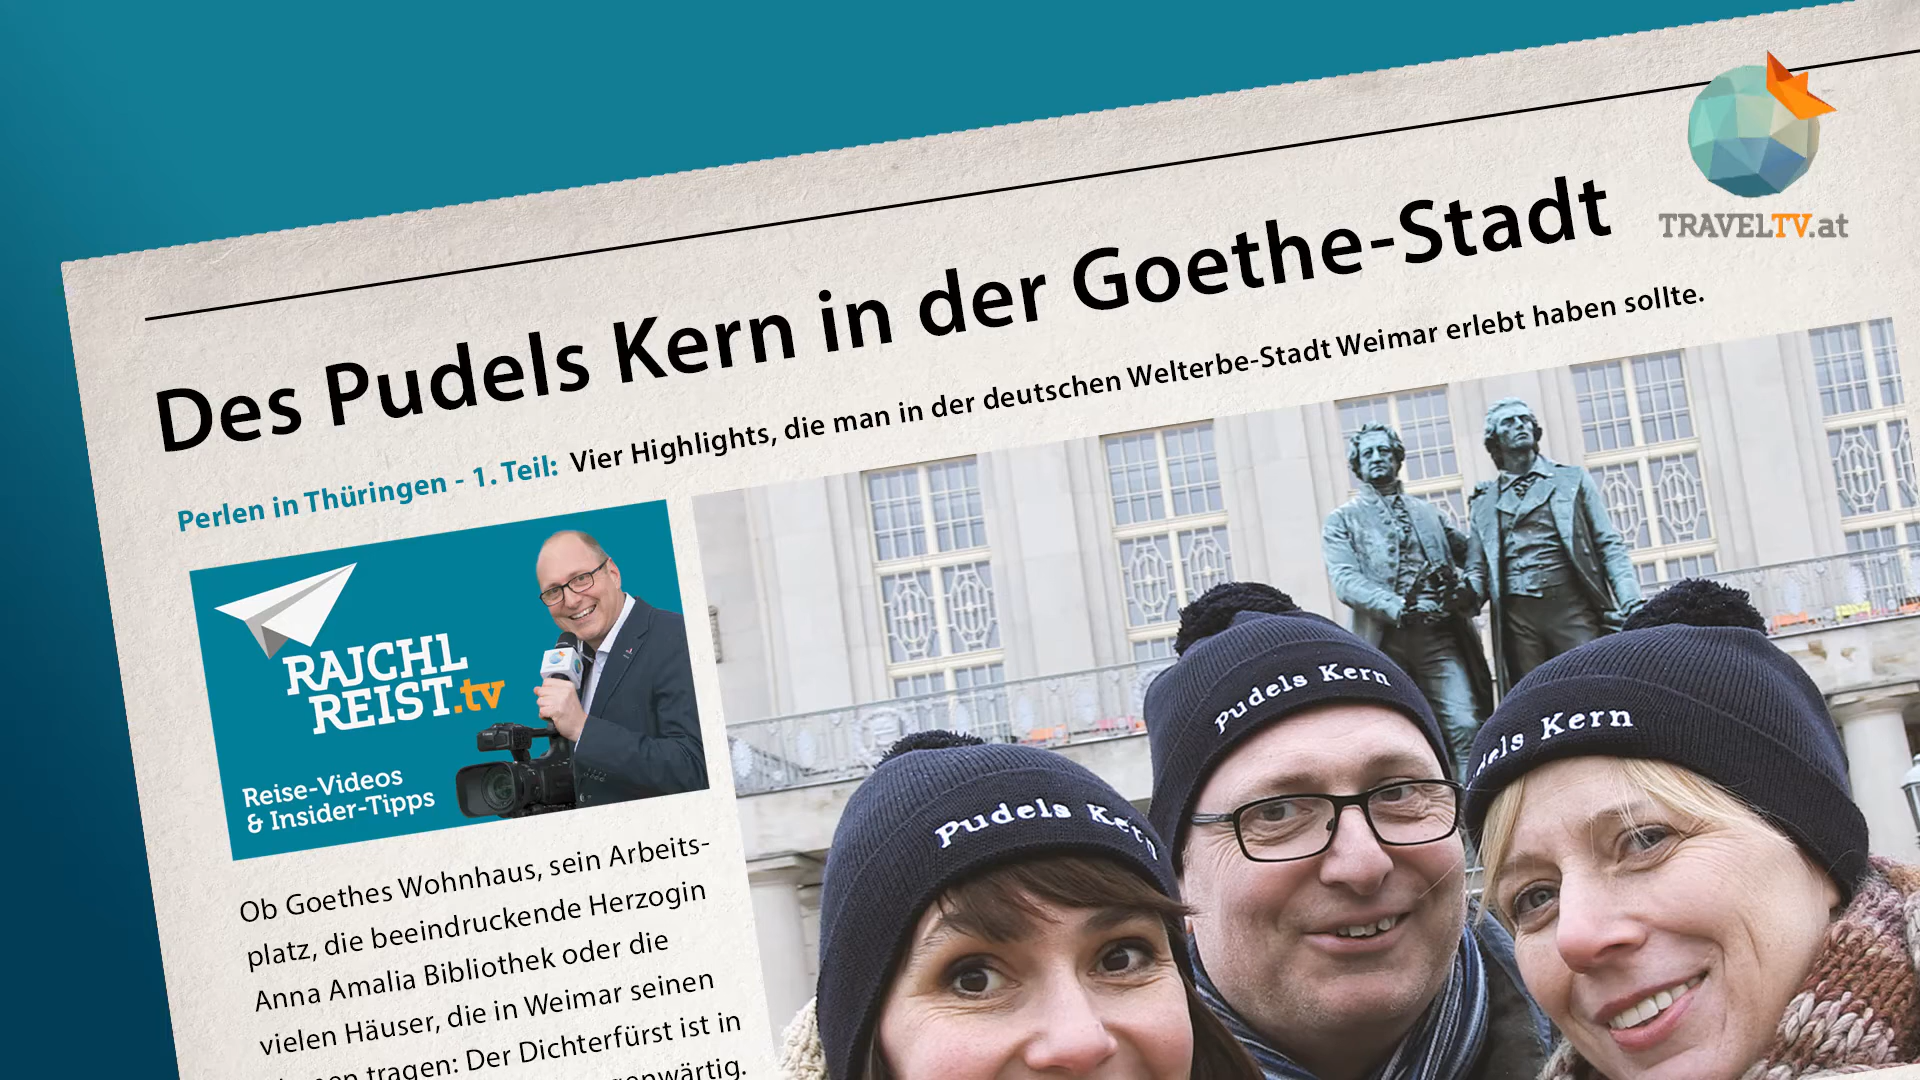 TRAVELTV.at
Des Pudels Kern in der Goethe-Stadt
Perlen in Thüringen - 1. Teil: Vier Highlights, die man in der deutschen Welterbe-Stadt Weimar erlebt haben sollte.
RAJCHL
REIST.tv
Reise-Videos
& Insider-Tipps
Pudels Kern
Pudels Kern
Kern
Ob Goethes Wohnhaus, sein Arbeits-
platz, die beeindruckende Herzogin
Anna Amalia Bibliothek oder die
vielen Häuser, die in Weimar seinen
tragen: Der Dichterfürst ist in